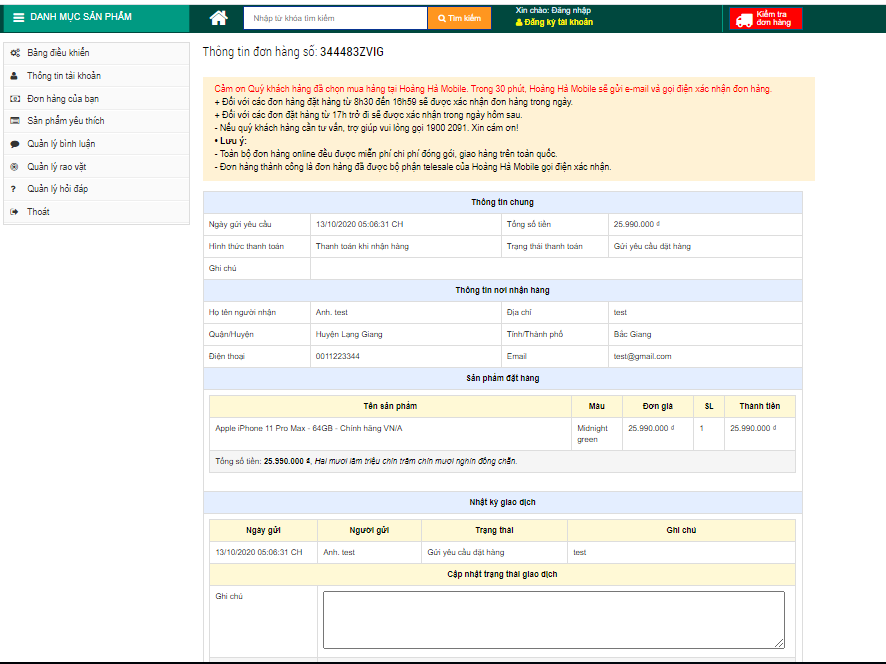 DANH MỤC SẢN PHẨM
Nhập từ khóa tìm kiếm
Tìm kiếm
Xin chào: Đăng nhập
Đăng ký tài khoản
Kiểm tra
đơn hàng
Bảng điều khiển
Thông tin tài khoản
Đơn hàng của bạn
Sản phẩm yêu thích
Quản lý bình luận
Quản lý rao vặt
Quản lý hỏi đáp
Thoát
Thông tin đơn hàng số: 344483ZVIG
Cảm ơn Quý khách hàng đã chọn mua hàng tại Hoàng Hà Mobile. Trong 30 phút, Hoàng Hà Mobile sẽ gửi e-mail và gọi điện xác nhận đơn hàng.
+ Đối với các đơn hàng đặt hàng từ 8h30 đến 16h59 sẽ được xác nhận đơn hàng trong ngày.
+ Đối với các đơn đặt hàng từ 17h trở đi sẽ được xác nhận trong ngày hôm sau.
- Nếu quý khách hàng cần tư vấn, trợ giúp vui lòng gọi 1900 2091. Xin cám ơn!
• Lưu ý:
- Toàn bộ đơn hàng online đều được miễn phí chi phí đóng gói, giao hàng trên toàn quốc.
- Đơn hàng thành công là đơn hàng đã được bộ phận telesale của Hoàng Hà Mobile gọi điện xác nhận.
Thông tin chung
Ngày gửi yêu cầu 13/10/2020 05:06:31 CH Tổng số tiền 25.990.000 ₫
Hình thức thanh toán Thanh toán khi nhận hàng Trạng thái thanh toán Gửi yêu cầu đặt hàng
Ghi chú
Thông tin nơi nhận hàng
Họ tên người nhận Anh. test Địa chỉ test
Quận/Huyện Huyện Lạng Giang Tỉnh/Thành phố Bắc Giang
Điện thoại 0011223344 Email test@gmail.com
Sản phẩm đặt hàng
Tên sản phẩm Màu Đơn giá SL Thành tiền
Apple iPhone 11 Pro Max - 64GB - Chính hãng VN/A Midnight green 25.990.000 ₫ 1 25.990.000 ₫
Tổng số tiền: 25.990.000 ₫, Hai mươi lăm triệu chín trăm chín mươi nghìn đồng chẵn.
Nhật ký giao dịch
Ngày gửi Người gửi Trạng thái Ghi chú
13/10/2020 05:06:31 CH Anh. test Gửi yêu cầu đặt hàng test
Cập nhật trạng thái giao dịch
Ghi chú